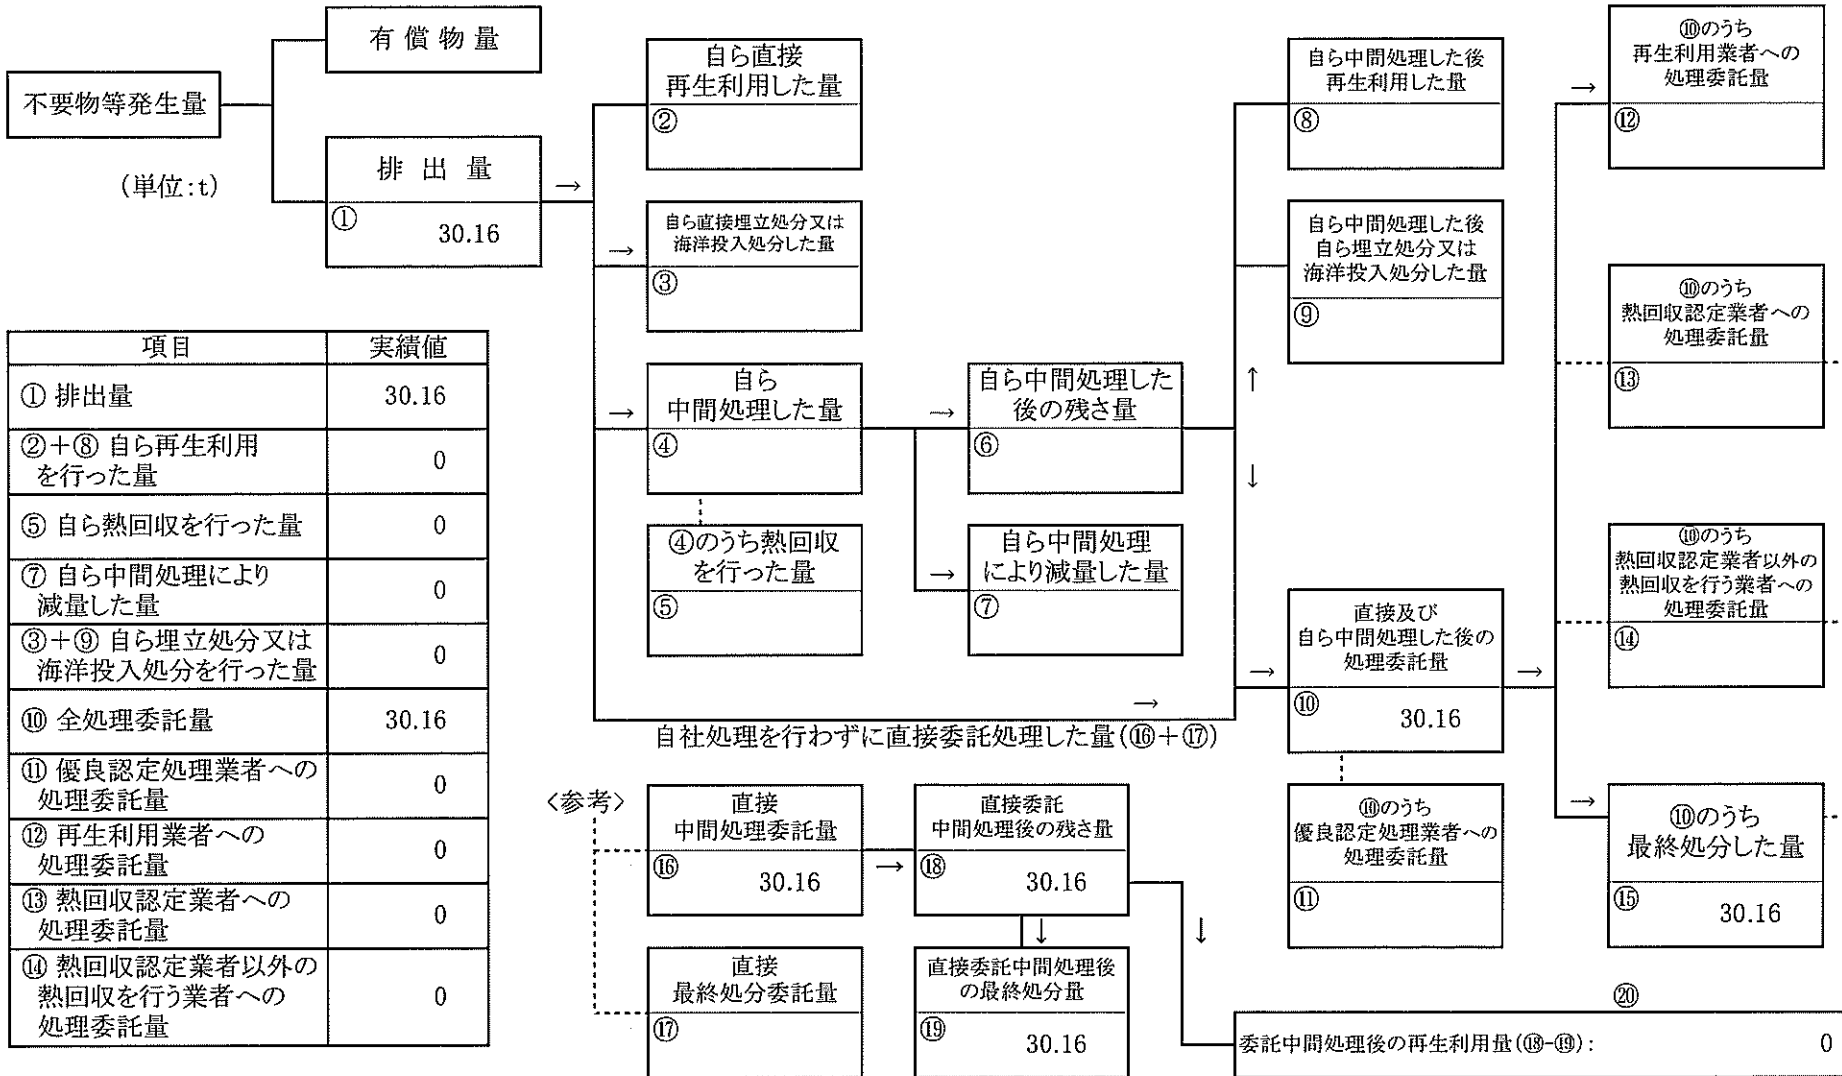 不要物等発生量
(単位:t)
有償物量
排出量
①
30.16
→
自ら直接
再生利用した量
②
→
自ら直接埋立処分又は
海洋投入処分した量
③
→
自ら
中間処理した量
④
④のうち熱回収
を行った量
⑤
→
自ら中間処理した
後の残さ量
⑥
→
自ら中間処理
により減量した量
⑦
→
自社処理を行わずに直接委託処理した量(⑯+⑰)
↑
↓
自ら中間処理した後
再生利用した量
⑧
自ら中間処理した後
自ら埋立処分又は
海洋投入処分した量
⑨
→
直接及び
自ら中間処理した後の
処理委託量
⑩
30.16
⑩のうち
優良認定処理業者への
処理委託量
⑪
→
→
⑩のうち
再生利用業者への
処理委託量
⑫
⑩のうち
熱回収認定業者への
処理委託量
⑬
⑩のうち
熱回収認定業者以外の
熱回収を行う業者への
処理委託量
⑭
→
⑩のうち
最終処分した量
⑮
30.16
項目 実績値
① 排出量 30.16
②+⑧ 自ら再生利用
を行った量 0
⑤ 自ら熱回収を行った量 0
⑦ 自ら中間処理により
減量した量 0
③+⑨ 自ら埋立処分又は
海洋投入処分を行った量 0
⑩ 全処理委託量 30.16
⑪ 優良認定処理業者への
処理委託量 0
⑫ 再生利用業者への
処理委託量 0
⑬ 熱回収認定業者への
処理委託量 0
⑭ 熱回収認定業者以外の
熱回収を行う業者への
処理委託量 0
〈参考〉
直接
中間処理委託量
⑯
30.16
→
直接委託
中間処理後の残さ量
⑱
30.16
↓
↓
直接
最終処分委託量
⑰
直接委託中間処理後
の最終処分量
⑲
30.16
⑳
委託中間処理後の再生利用量(⑱-⑲): 0